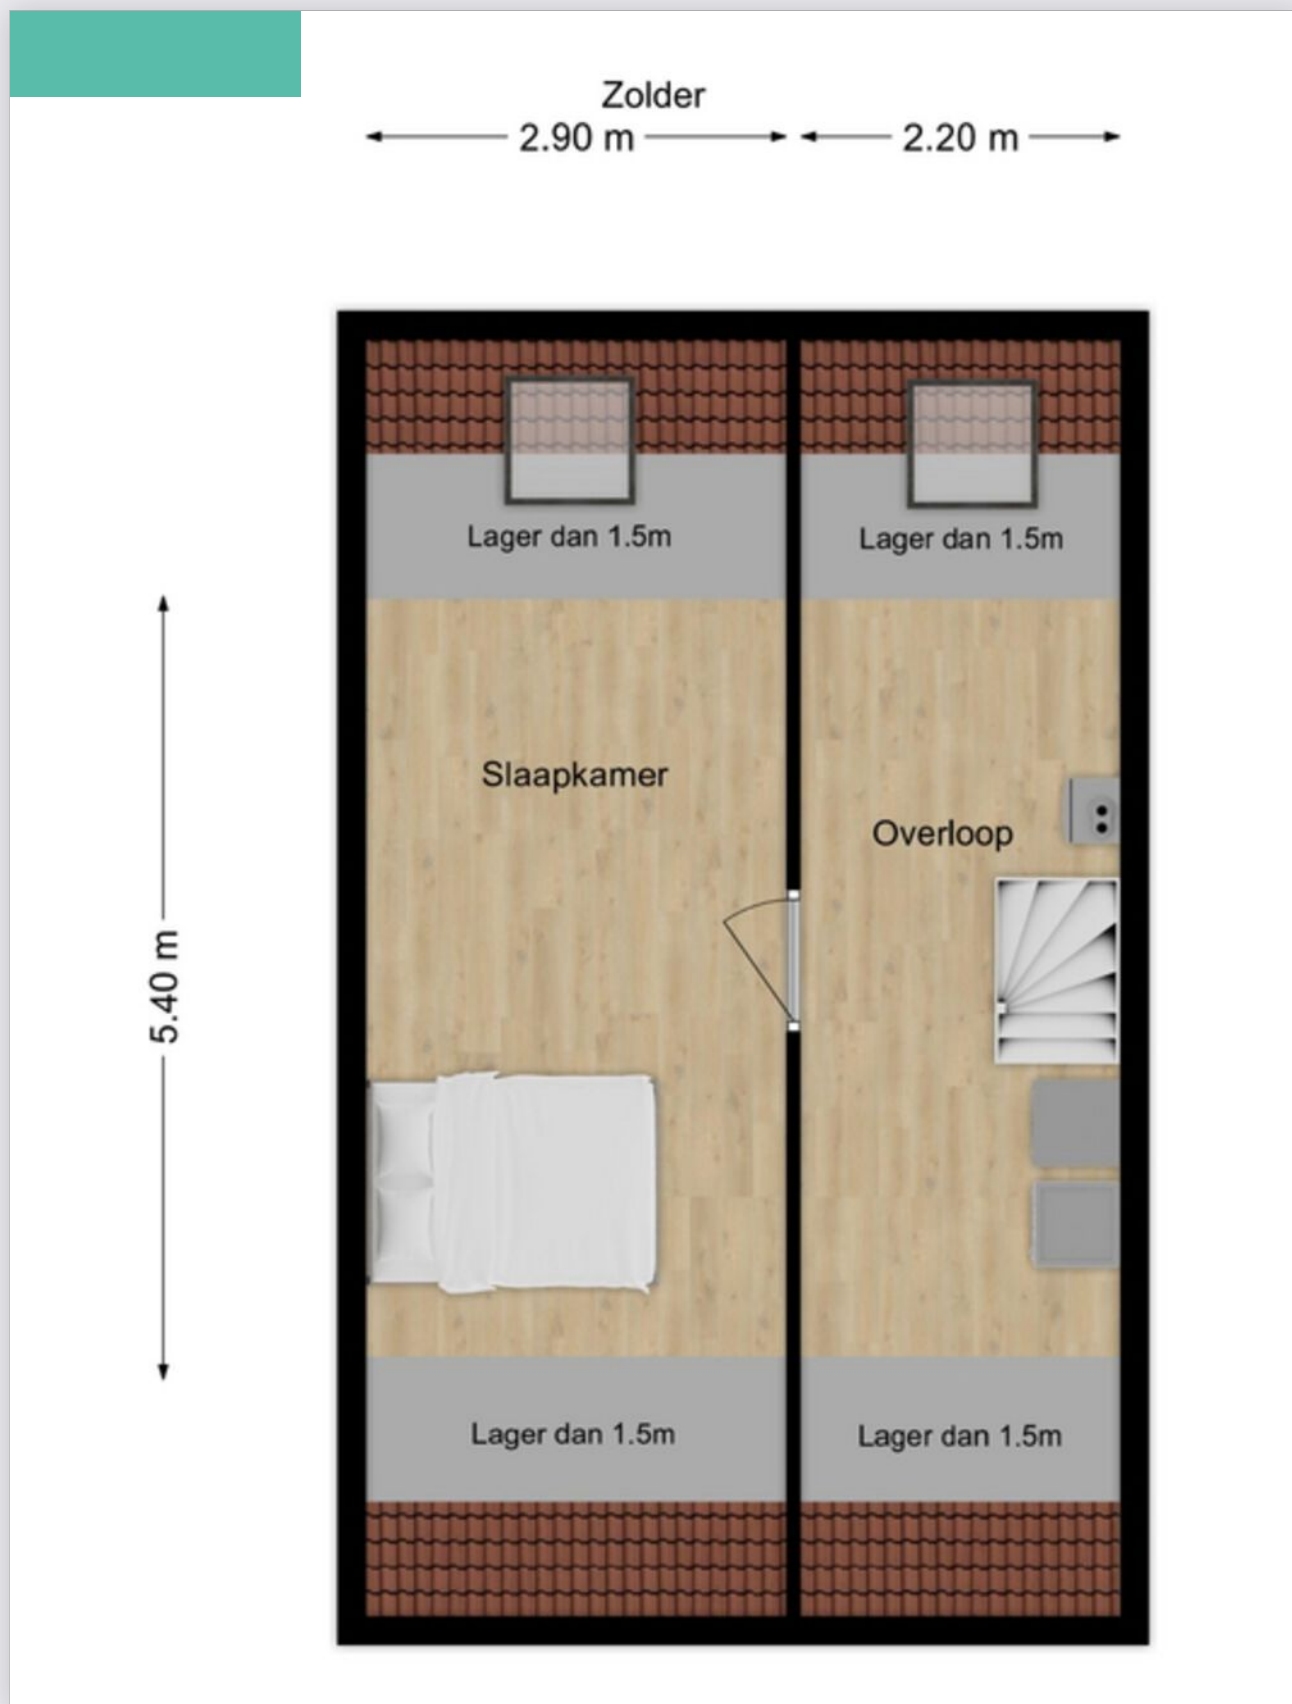 Zolder
2.90 m
2.20 m
Lager dan 1.5m
Lager dan 1.5m
Slaapkamer
Overloop
5.40 m
Lager dan 1.5m
Lager dan 1.5m